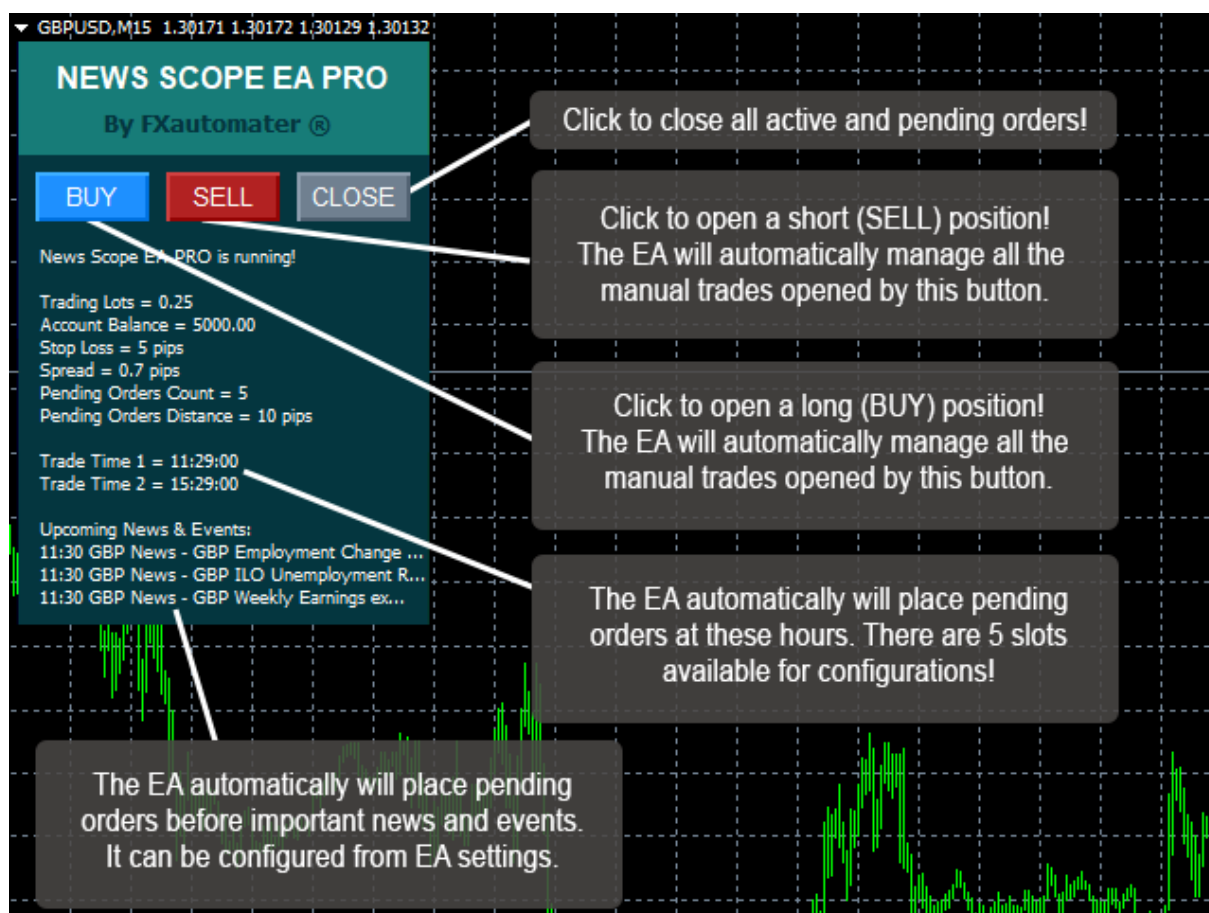 GBPUSD,M15 1.30171 1.30172 1.30129 1.30132
NEWS SCOPE EA PRO
By FXautomater ®
BUY
SELL
CLOSE
News Scope EA PRO is running!
Trading Lots = 0.25
Account Balance = 5000.00
Stop Loss = 5 pips
Spread = 0.7 pips
Pending Orders Count = 5
Pending Orders Distance = 10 pips
Trade Time 1 = 11:29:00
Trade Time 2 = 15:29:00
Upcoming News & Events:
11:30 GBP News - GBP Employment Change ...
11:30 GBP News - GBP ILO Unemployment R...
11:30 GBP News - GBP Weekly Earnings ex...
Click to close all active and pending orders!
Click to open a short (SELL) position!
The EA will automatically manage all the
manual trades opened by this button.
Click to open a long (BUY) position!
The EA will automatically manage all the
manual trades opened by this button.
The EA automatically will place pending
orders at these hours. There are 5 slots
available for configurations!
The EA automatically will place pending
orders before important news and events.
It can be configured from EA settings.